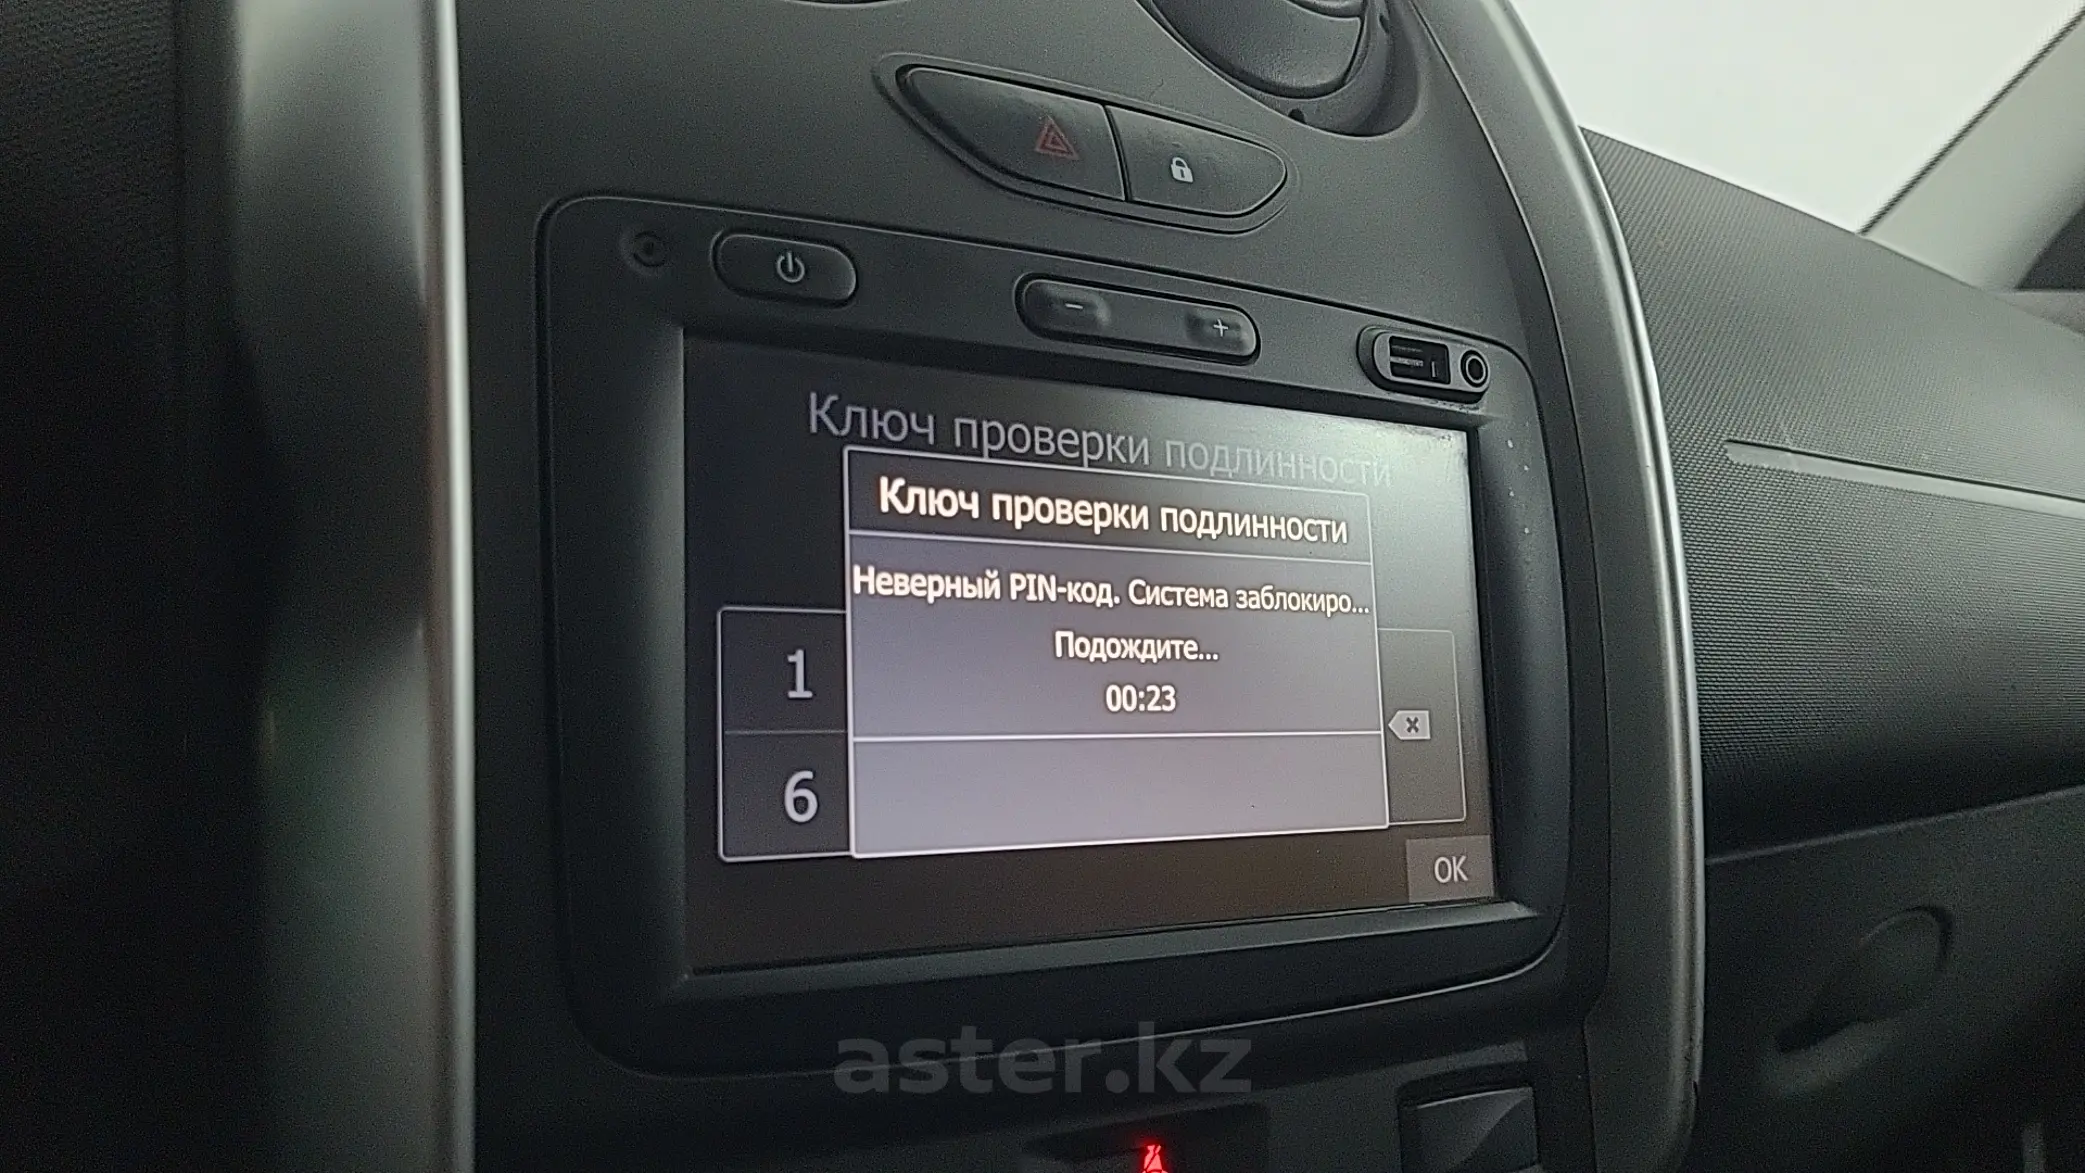 Ключ проверки подлинности
Ключ проверки подлинности
Неверный PIN-код. Система заблокиро...
Подождите...
00:23
1
6
OK
aster.kz